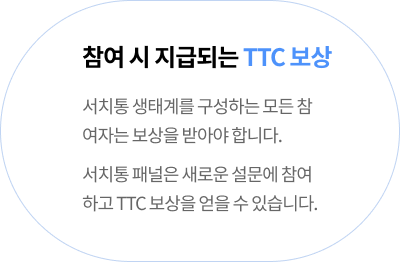 참여 시 지급되는 TTC 보상
서치통 생태계를 구성하는 모든 참
여자는 보상을 받아야 합니다.
서치통 패널은 새로운 설문에 참여
하고 TTC 보상을 얻을 수 있습니다.